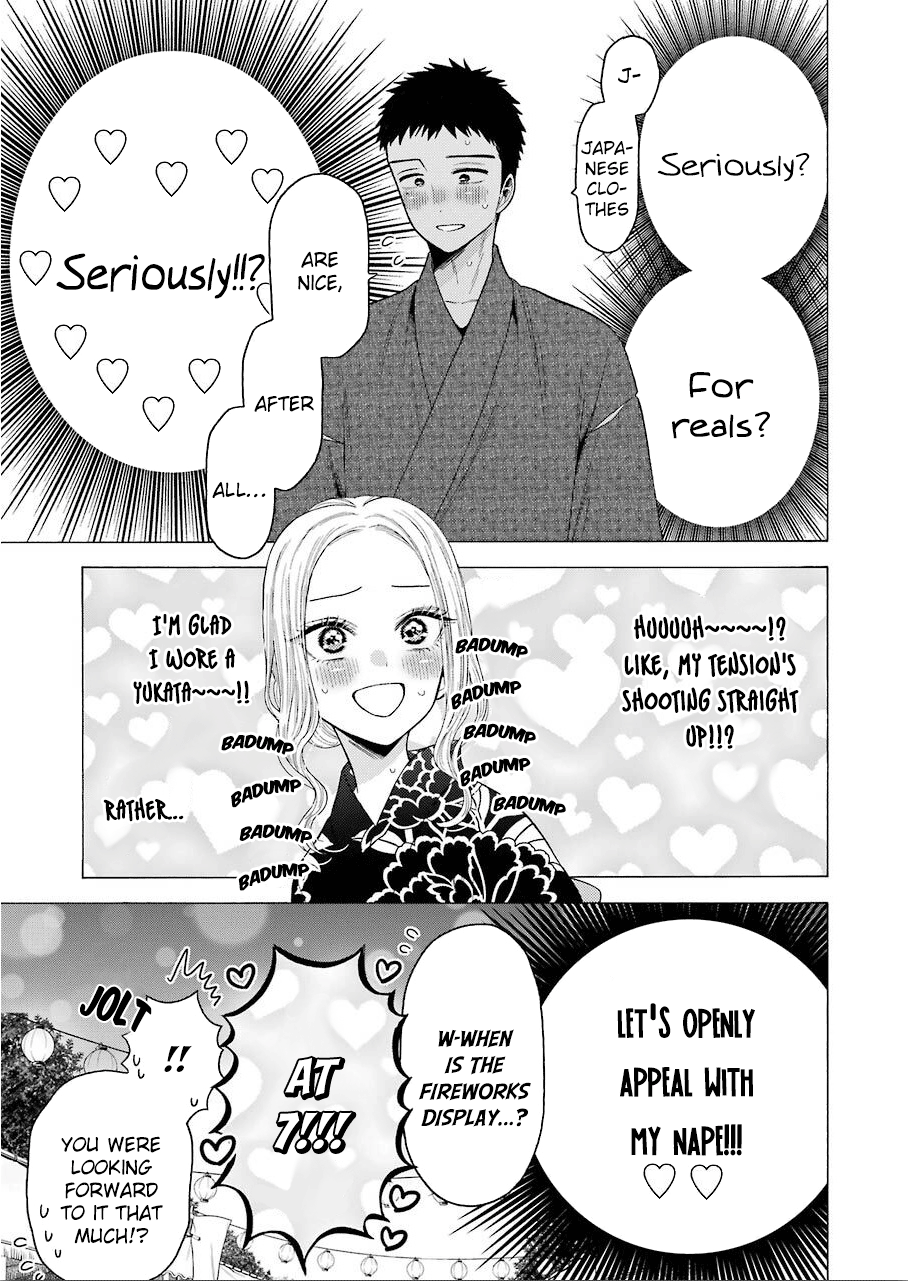 Seriously?
For
reals?
J-
JAPA-
NESE
CLO-
THES
ARE
NICE,
AFTER
ALL...
Seriously!!?
HUUUUH~~~~!?
LIKE, MY TENSION'S
SHOOTING STRAIGHT
UP!!?
BADUMP
BADUMP
BADUMP
BADUMP
BADUMP
I'M GLAD
I WORE A
YUKATA~~~!!
BADUMP
BADUMP
BADUMP
BADUMP
RATHER...
LET'S OPENLY
APPEAL WITH
MY NAPE!!!
W-WHEN
IS THE
FIREWORKS
DISPLAY...?
AT
7!!!
JOLT
!!
YOU WERE
LOOKING
FORWARD
TO IT THAT
MUCH!?